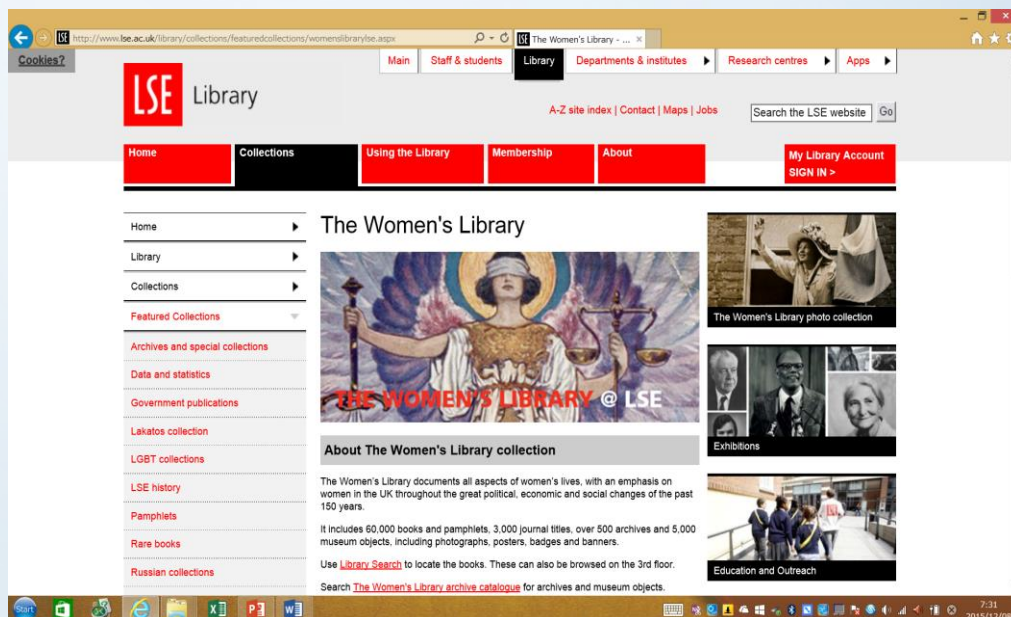 http://www.lse.ac.uk/library/collections/featuredcollections/womenslibrarylse.aspx
The Women's Library - ...
Cookies?
Main
Staff & students
Library
Departments & institutes
Research centres
Apps
LSE
Library
A-Z site index | Contact | Maps | Jobs
Search the LSE website
Go
Home
Collections
Using the Library
Membership
About
My Library Account
SIGN IN >
Home
Library
Collections
Featured Collections
Archives and special collections
Data and statistics
Government publications
Lakatos collection
LGBT collections
LSE history
Pamphlets
Rare books
Russian collections
The Women's Library
THE WOMEN'S LIBRARY @ LSE
About The Women's Library collection
The Women's Library documents all aspects of women's lives, with an emphasis on
women in the UK throughout the great political, economic and social changes of the past
150 years.
It includes 60,000 books and pamphlets, 3,000 journal titles, over 500 archives and 5,000
museum objects, including photographs, posters, badges and banners.
Use Library Search to locate the books. These can also be browsed on the 3rd floor.
Search The Women's Library archive catalogue for archives and museum objects.
The Women's Library photo collection
Exhibitions
Education and Outreach
Start
7:31